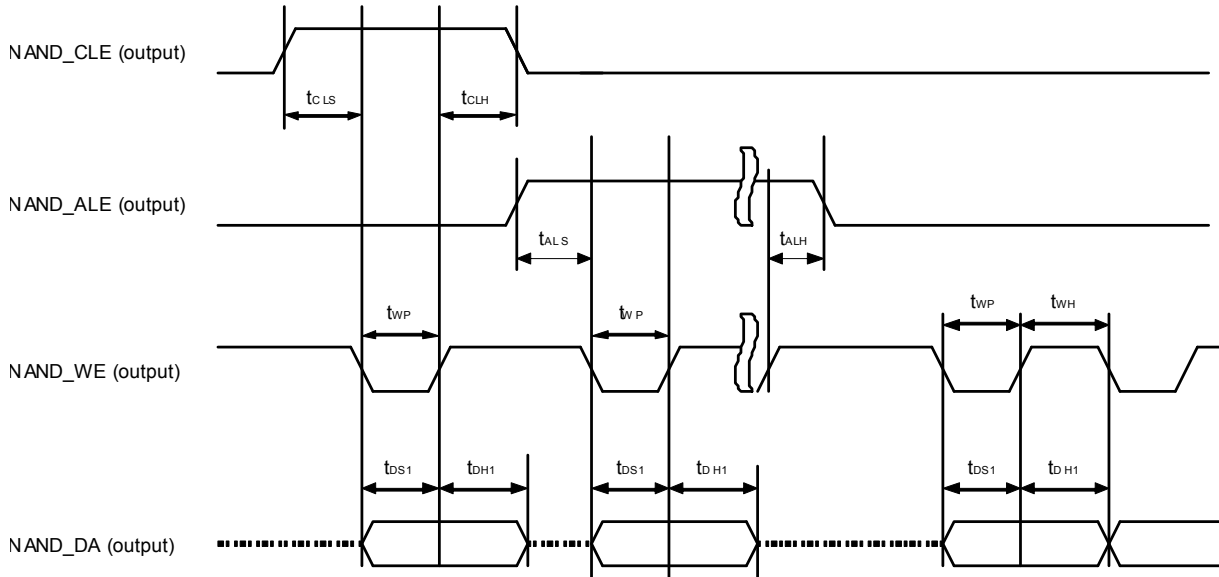 NAND_CLE (output)
tCLS
tCLH
NAND_ALE (output)
tALS
tALH
tWP
tWP
tWP
tWH
NAND_WE (output)
tDS1
tDH1
tDS1
tDH1
tDS1
tDH1
NAND_DA (output)